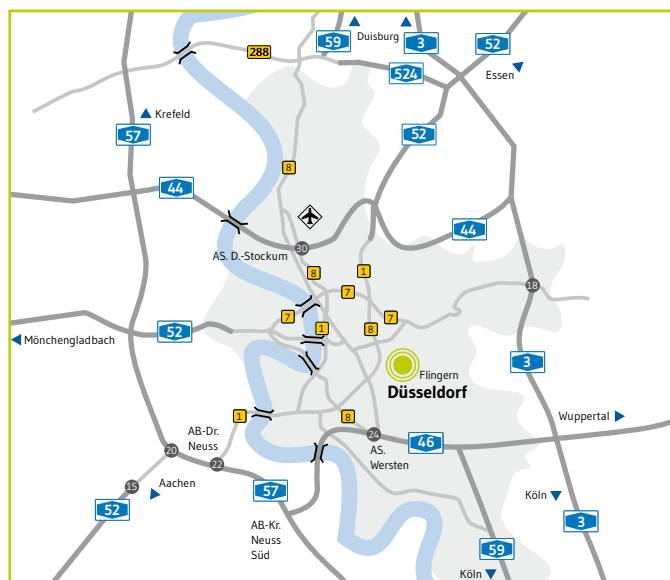 59
Duisburg
3
52
288
524
Essen
Krefeld
57
52
8
44
44
AS. D.-Stockum
30
8
1
18
7
7
7
1
8
52
Mönchengladbach
3
Flingern
Düsseldorf
1
8
Wuppertal
AB-Dr.
Neuss
24
46
20
22
AS.
Wersten
15
Aachen
57
52
Köln
3
AB-Kr.
Neuss
Süd
59
Köln